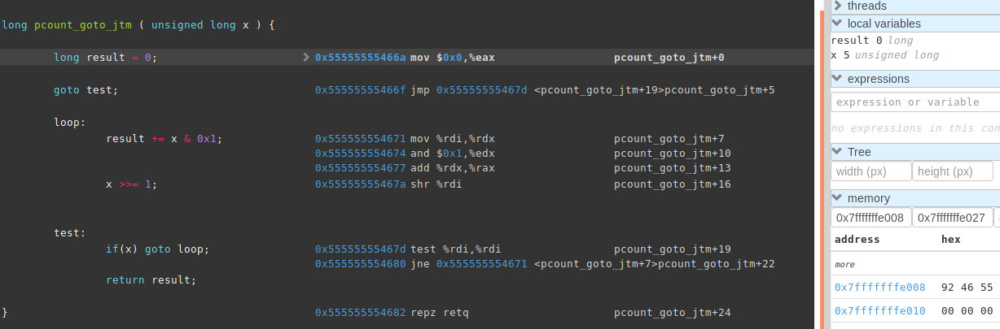 long pcount_goto_jtm ( unsigned long x ) {
long result = 0; 0x55555555466a mov $0x0,%eax pcount_goto_jtm+0
goto test; 0x55555555466f jmp 0x55555555467d <pcount_goto_jtm+19>pcount_goto_jtm+5
loop:
result += x & 0x1; 0x555555554671 mov %rdi,%rdx pcount_goto_jtm+7
0x555555554674 and $0x1,%edx pcount_goto_jtm+10
0x555555554677 add %rdx,%rax pcount_goto_jtm+13
x >>= 1; 0x55555555467a shr %rdi pcount_goto_jtm+16
test:
if(x) goto loop; 0x55555555467d test %rdi,%rdi pcount_goto_jtm+19
0x555555554680 jne 0x555555554671 <pcount_goto_jtm+7>pcount_goto_jtm+22
return result;
} 0x555555554682 repz retq pcount_goto_jtm+24
threads
local variables
result 0 long
x 5 unsigned long
expressions
expression or variable
no expressions in this con
Tree
width (px) height (px)
memory
0x7fffffffe008 0x7fffffffe027
address hex
more
0x7fffffffe008 92 46 55
0x7fffffffe010 00 00 00